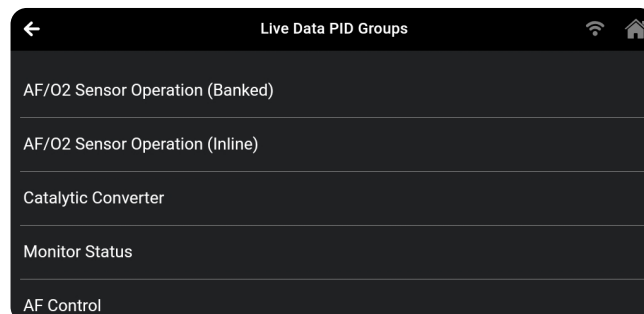 Live Data PID Groups
AF/O2 Sensor Operation (Banked)
AF/O2 Sensor Operation (Inline)
Catalytic Converter
Monitor Status
AF Control